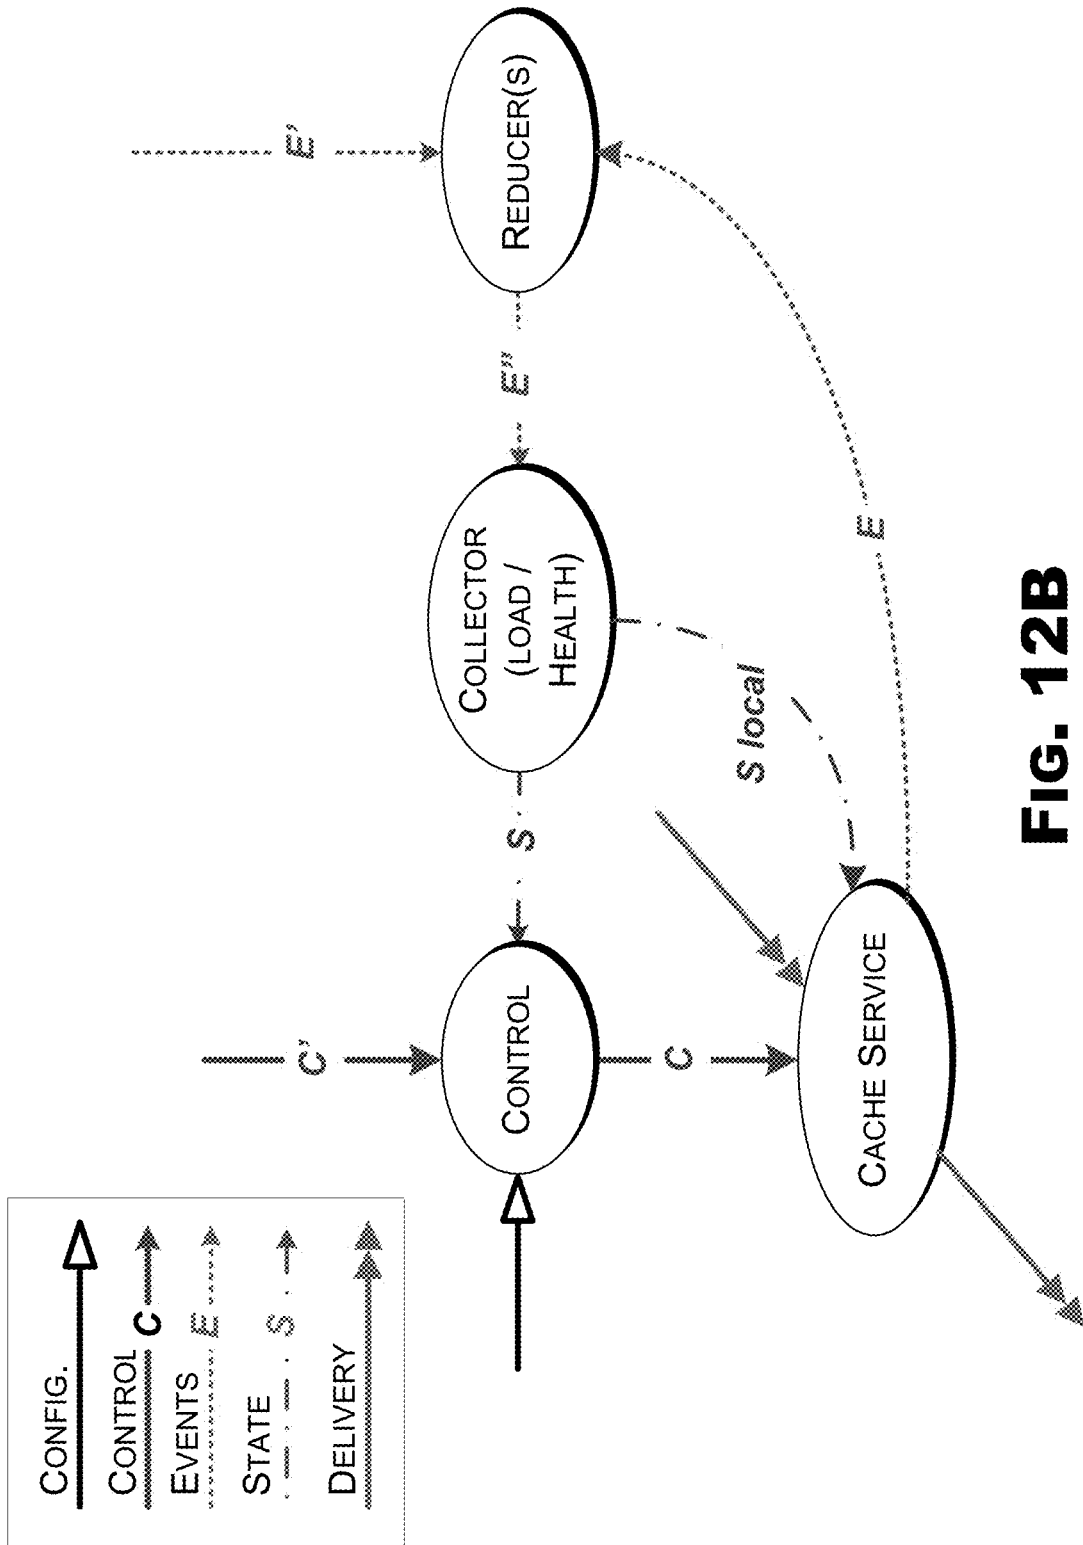 CONFIG.
CONTROL
C
EVENTS
E
STATE
S
DELIVERY
C'
E'
CONTROL
S
COLLECTOR
(LOAD /
HEALTH)
E"
REDUCER(S)
C
S local
E
CACHE SERVICE
FIG. 12B